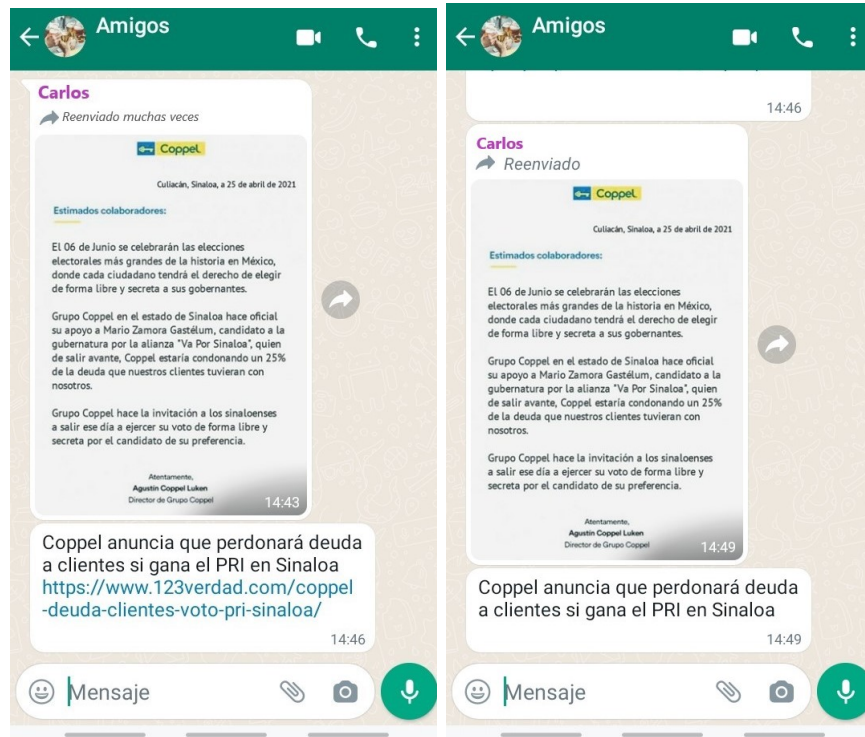 Amigos
Carlos
Reenviado muchas veces
Coppel
Culiacán, Sinaloa, a 25 de abril de 2021
Estimados colaboradores:
El 06 de Junio se celebrarán las elecciones
electorales más grandes de la historia en México,
donde cada ciudadano tendrá el derecho de elegir
de forma libre y secreta a sus gobernantes.
Grupo Coppel en el estado de Sinaloa hace oficial
su apoyo a Mario Zamora Gastélum, candidato a la
gubernatura por la alianza "Va Por Sinaloa", quien
de salir avante, Coppel estaría condonando un 25%
de la deuda que nuestros clientes tuvieran con
nosotros.
Grupo Coppel hace la invitación a los sinaloenses
a salir ese día a ejercer su voto de forma libre y
secreta por el candidato de su preferencia.
Atentamente,
Agustín Coppel Luken
Director de Grupo Coppel
14:43
Coppel anuncia que perdonará deuda
a clientes si gana el PRI en Sinaloa
https://www.123verdad.com/coppel
-deuda-clientes-voto-pri-sinaloa/
14:46
Mensaje
Amigos
14:46
Carlos
Reenviado
Coppel
Culiacán, Sinaloa, a 25 de abril de 2021
Estimados colaboradores:
El 06 de Junio se celebrarán las elecciones
electorales más grandes de la historia en México,
donde cada ciudadano tendrá el derecho de elegir
de forma libre y secreta a sus gobernantes.
Grupo Coppel en el estado de Sinaloa hace oficial
su apoyo a Mario Zamora Gastélum, candidato a la
gubernatura por la alianza "Va Por Sinaloa", quien
de salir avante, Coppel estaría condonando un 25%
de la deuda que nuestros clientes tuvieran con
nosotros.
Grupo Coppel hace la invitación a los sinaloenses
a salir ese día a ejercer su voto de forma libre y
secreta por el candidato de su preferencia.
Atentamente,
Agustín Coppel Luken
Director de Grupo Coppel
14:49
Coppel anuncia que perdonará deuda
a clientes si gana el PRI en Sinaloa
14:49
Mensaje